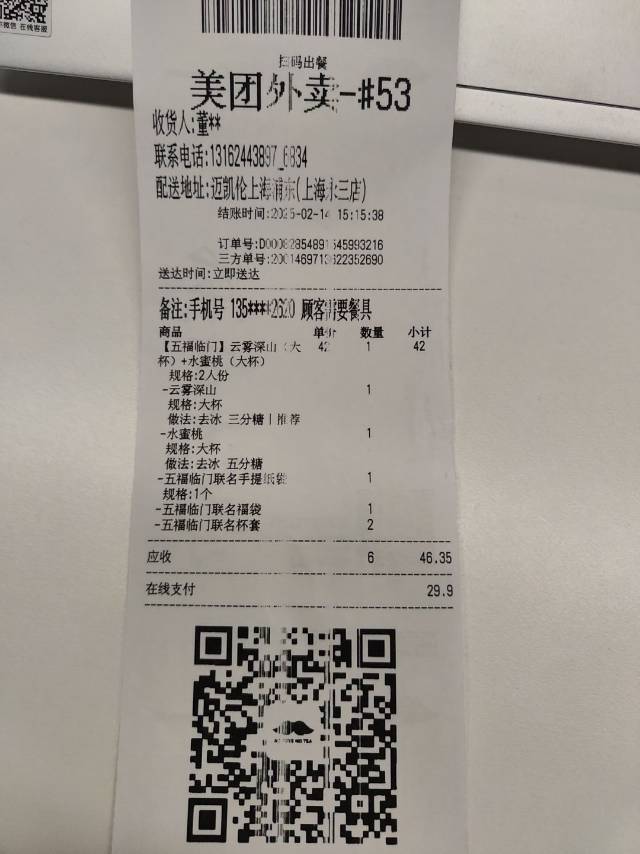 微信 在线客服
扫码出餐
美团外卖-#53
收货人:董**
联系电话:13162443897_6834
配送地址:迈凯伦上海浦东(上海 三店)
结账时间:2025-02-14 15:15:38
订单号:
三方单号:
送达时间:立即送达
备注:手机号 135****2620 顾客需要餐具
商品 单价 数量 小计
【五福临门】云雾深山（大 42 1 42
杯）+水蜜桃（大杯）
规格:2人份
-云雾深山 1
规格:大杯
做法:去冰 三分糖|推荐
-水蜜桃 1
规格:大杯
做法:去冰 五分糖
-五福临门联名手提纸袋 1
规格:1个
-五福临门联名福袋 1
-五福临门联名杯套 2
应收 6 46.35
在线支付 29.9